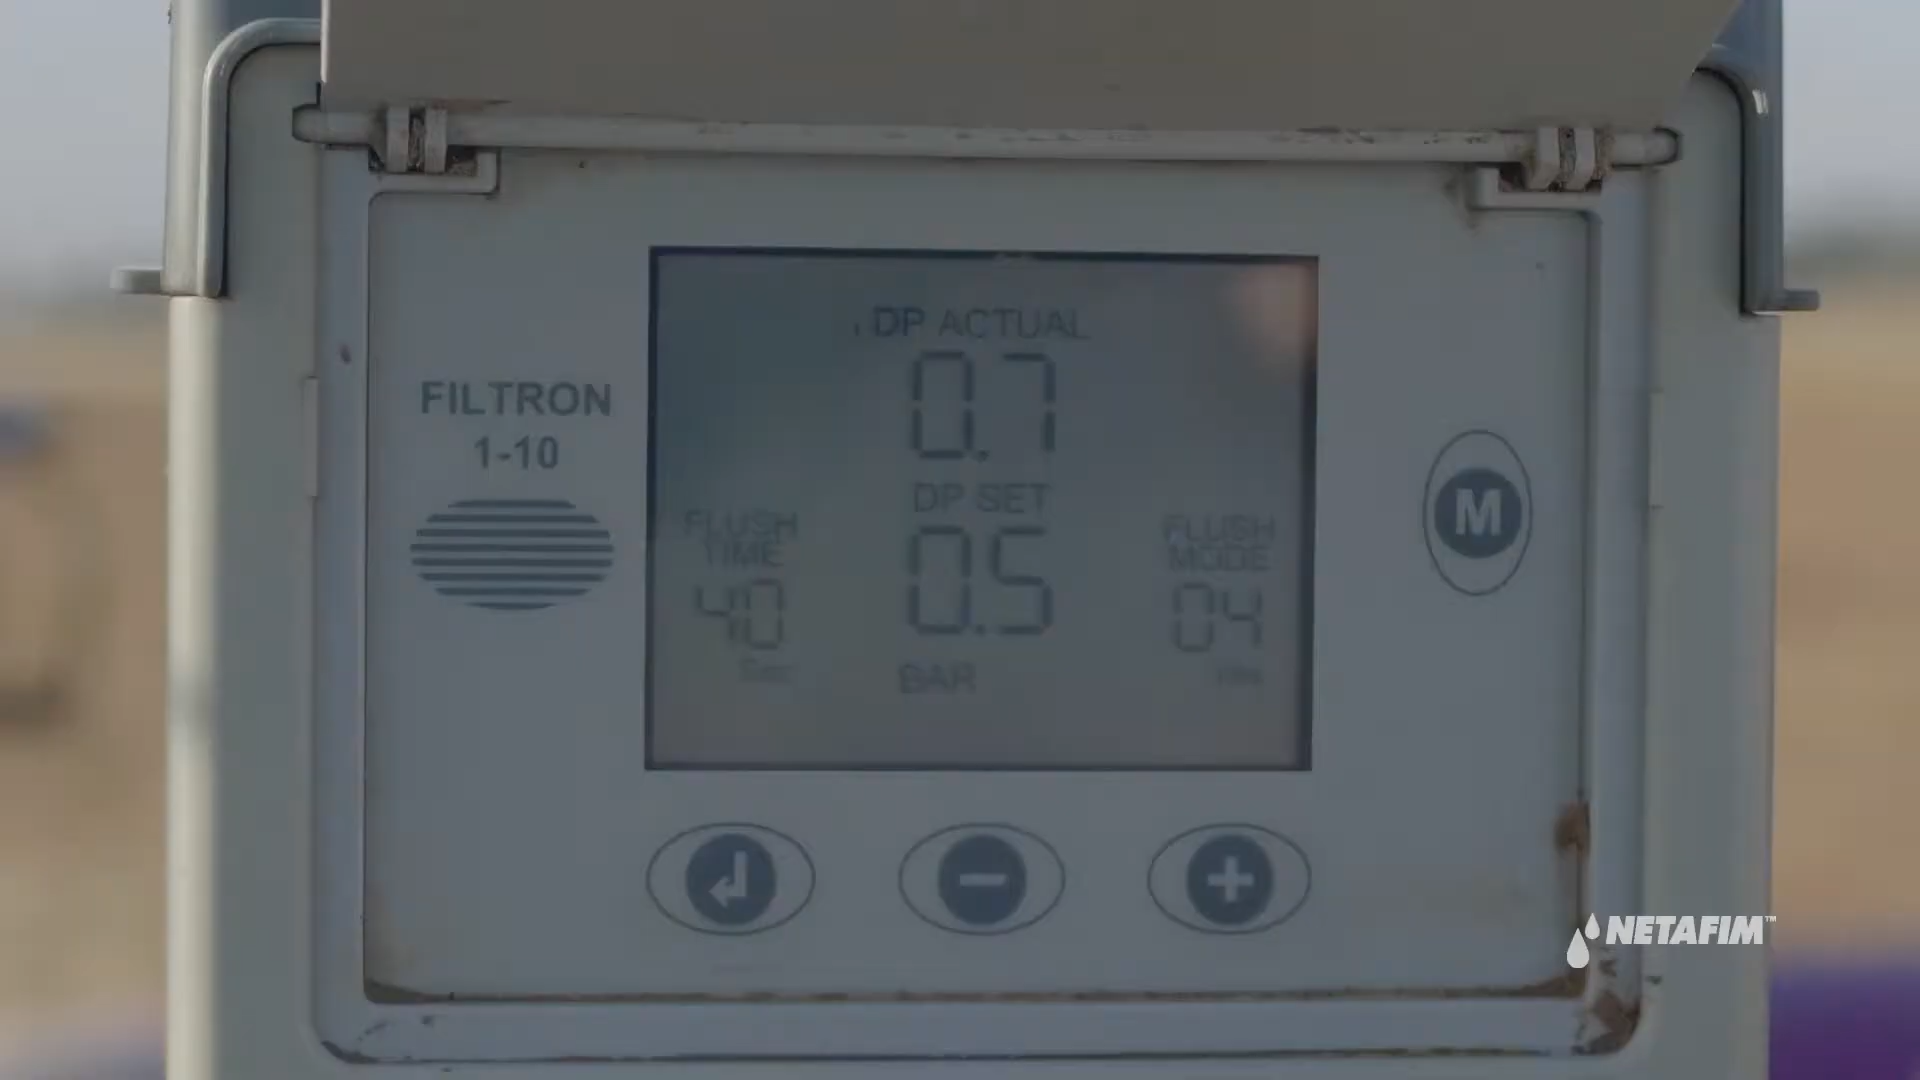 DP ACTUAL
0.7
FILTRON
1-10
DP SET
0.5
BAR
FLUSH
TIME
40
Sec
FLUSH
MODE
04
M
NETAFIM™